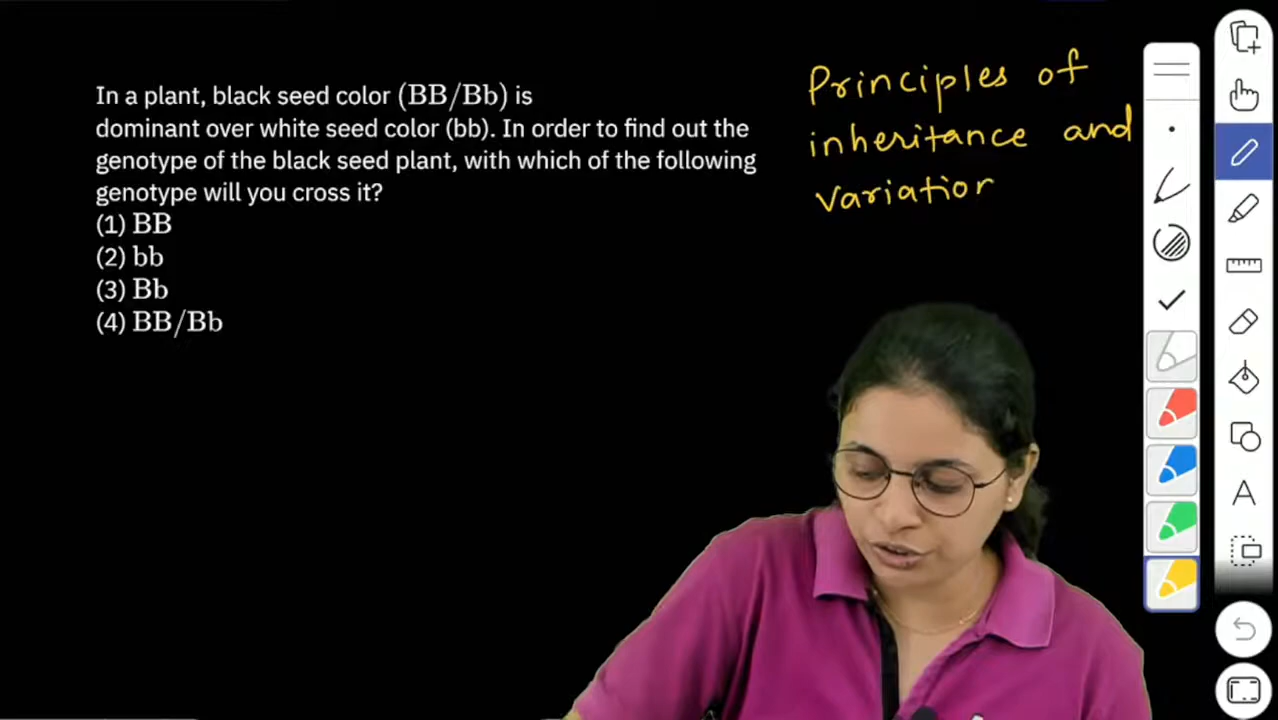 In a plant, black seed color (BB/Bb) is
dominant over white seed color (bb). In order to find out the
genotype of the black seed plant, with which of the following
genotype will you cross it?
(1) BB
(2) bb
(3) Bb
(4) BB/Bb
Principles of
inheritance and
variation
A